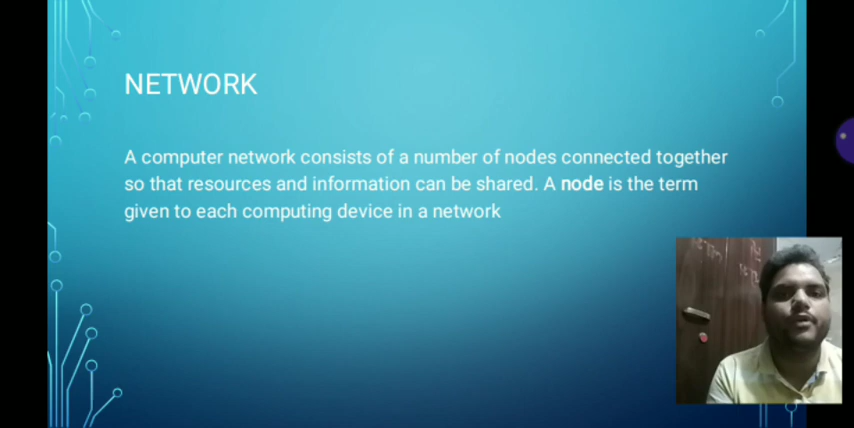 NETWORK
A computer network consists of a number of nodes connected together
so that resources and information can be shared. A node is the term
given to each computing device in a network